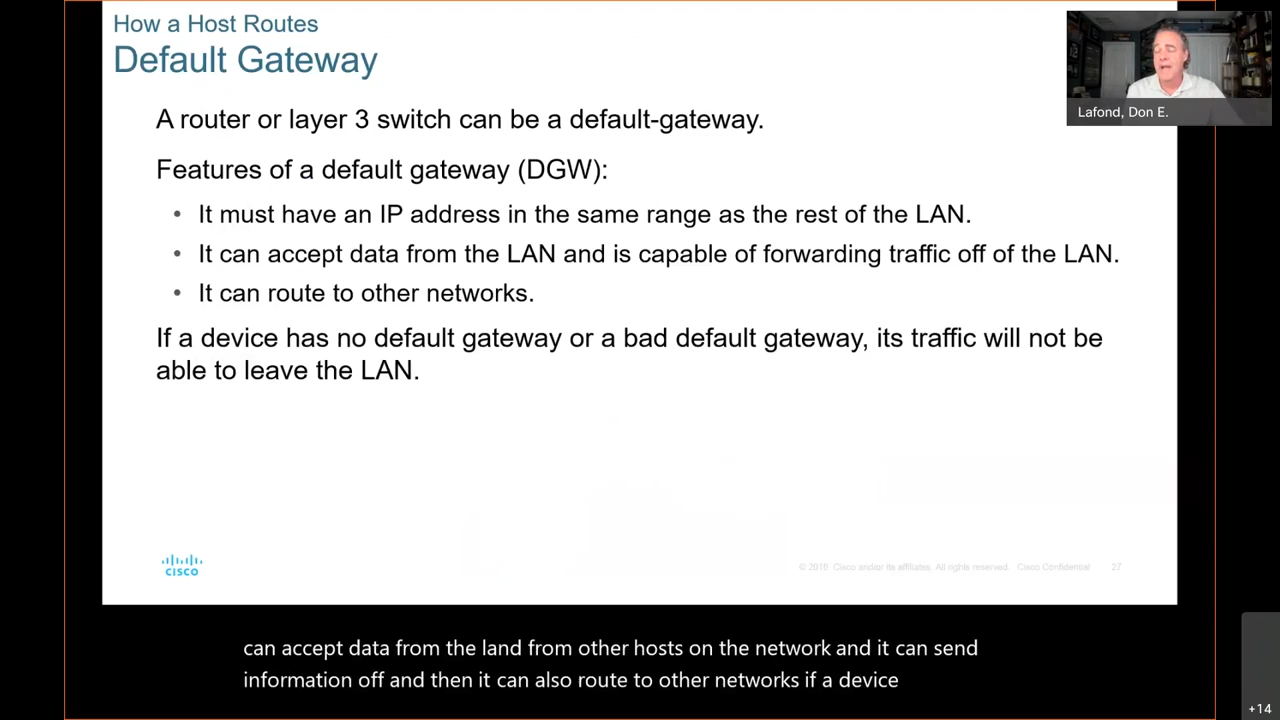 How a Host Routes
Default Gateway
Lafond, Don E.
A router or layer 3 switch can be a default-gateway.
Features of a default gateway (DGW):
• It must have an IP address in the same range as the rest of the LAN.
• It can accept data from the LAN and is capable of forwarding traffic off of the LAN.
• It can route to other networks.
If a device has no default gateway or a bad default gateway, its traffic will not be
able to leave the LAN.
CISCO
© 2016 Cisco and/or its affiliates. All rights reserved. Cisco Confidential 27
can accept data from the land from other hosts on the network and it can send
information off and then it can also route to other networks if a device
+14